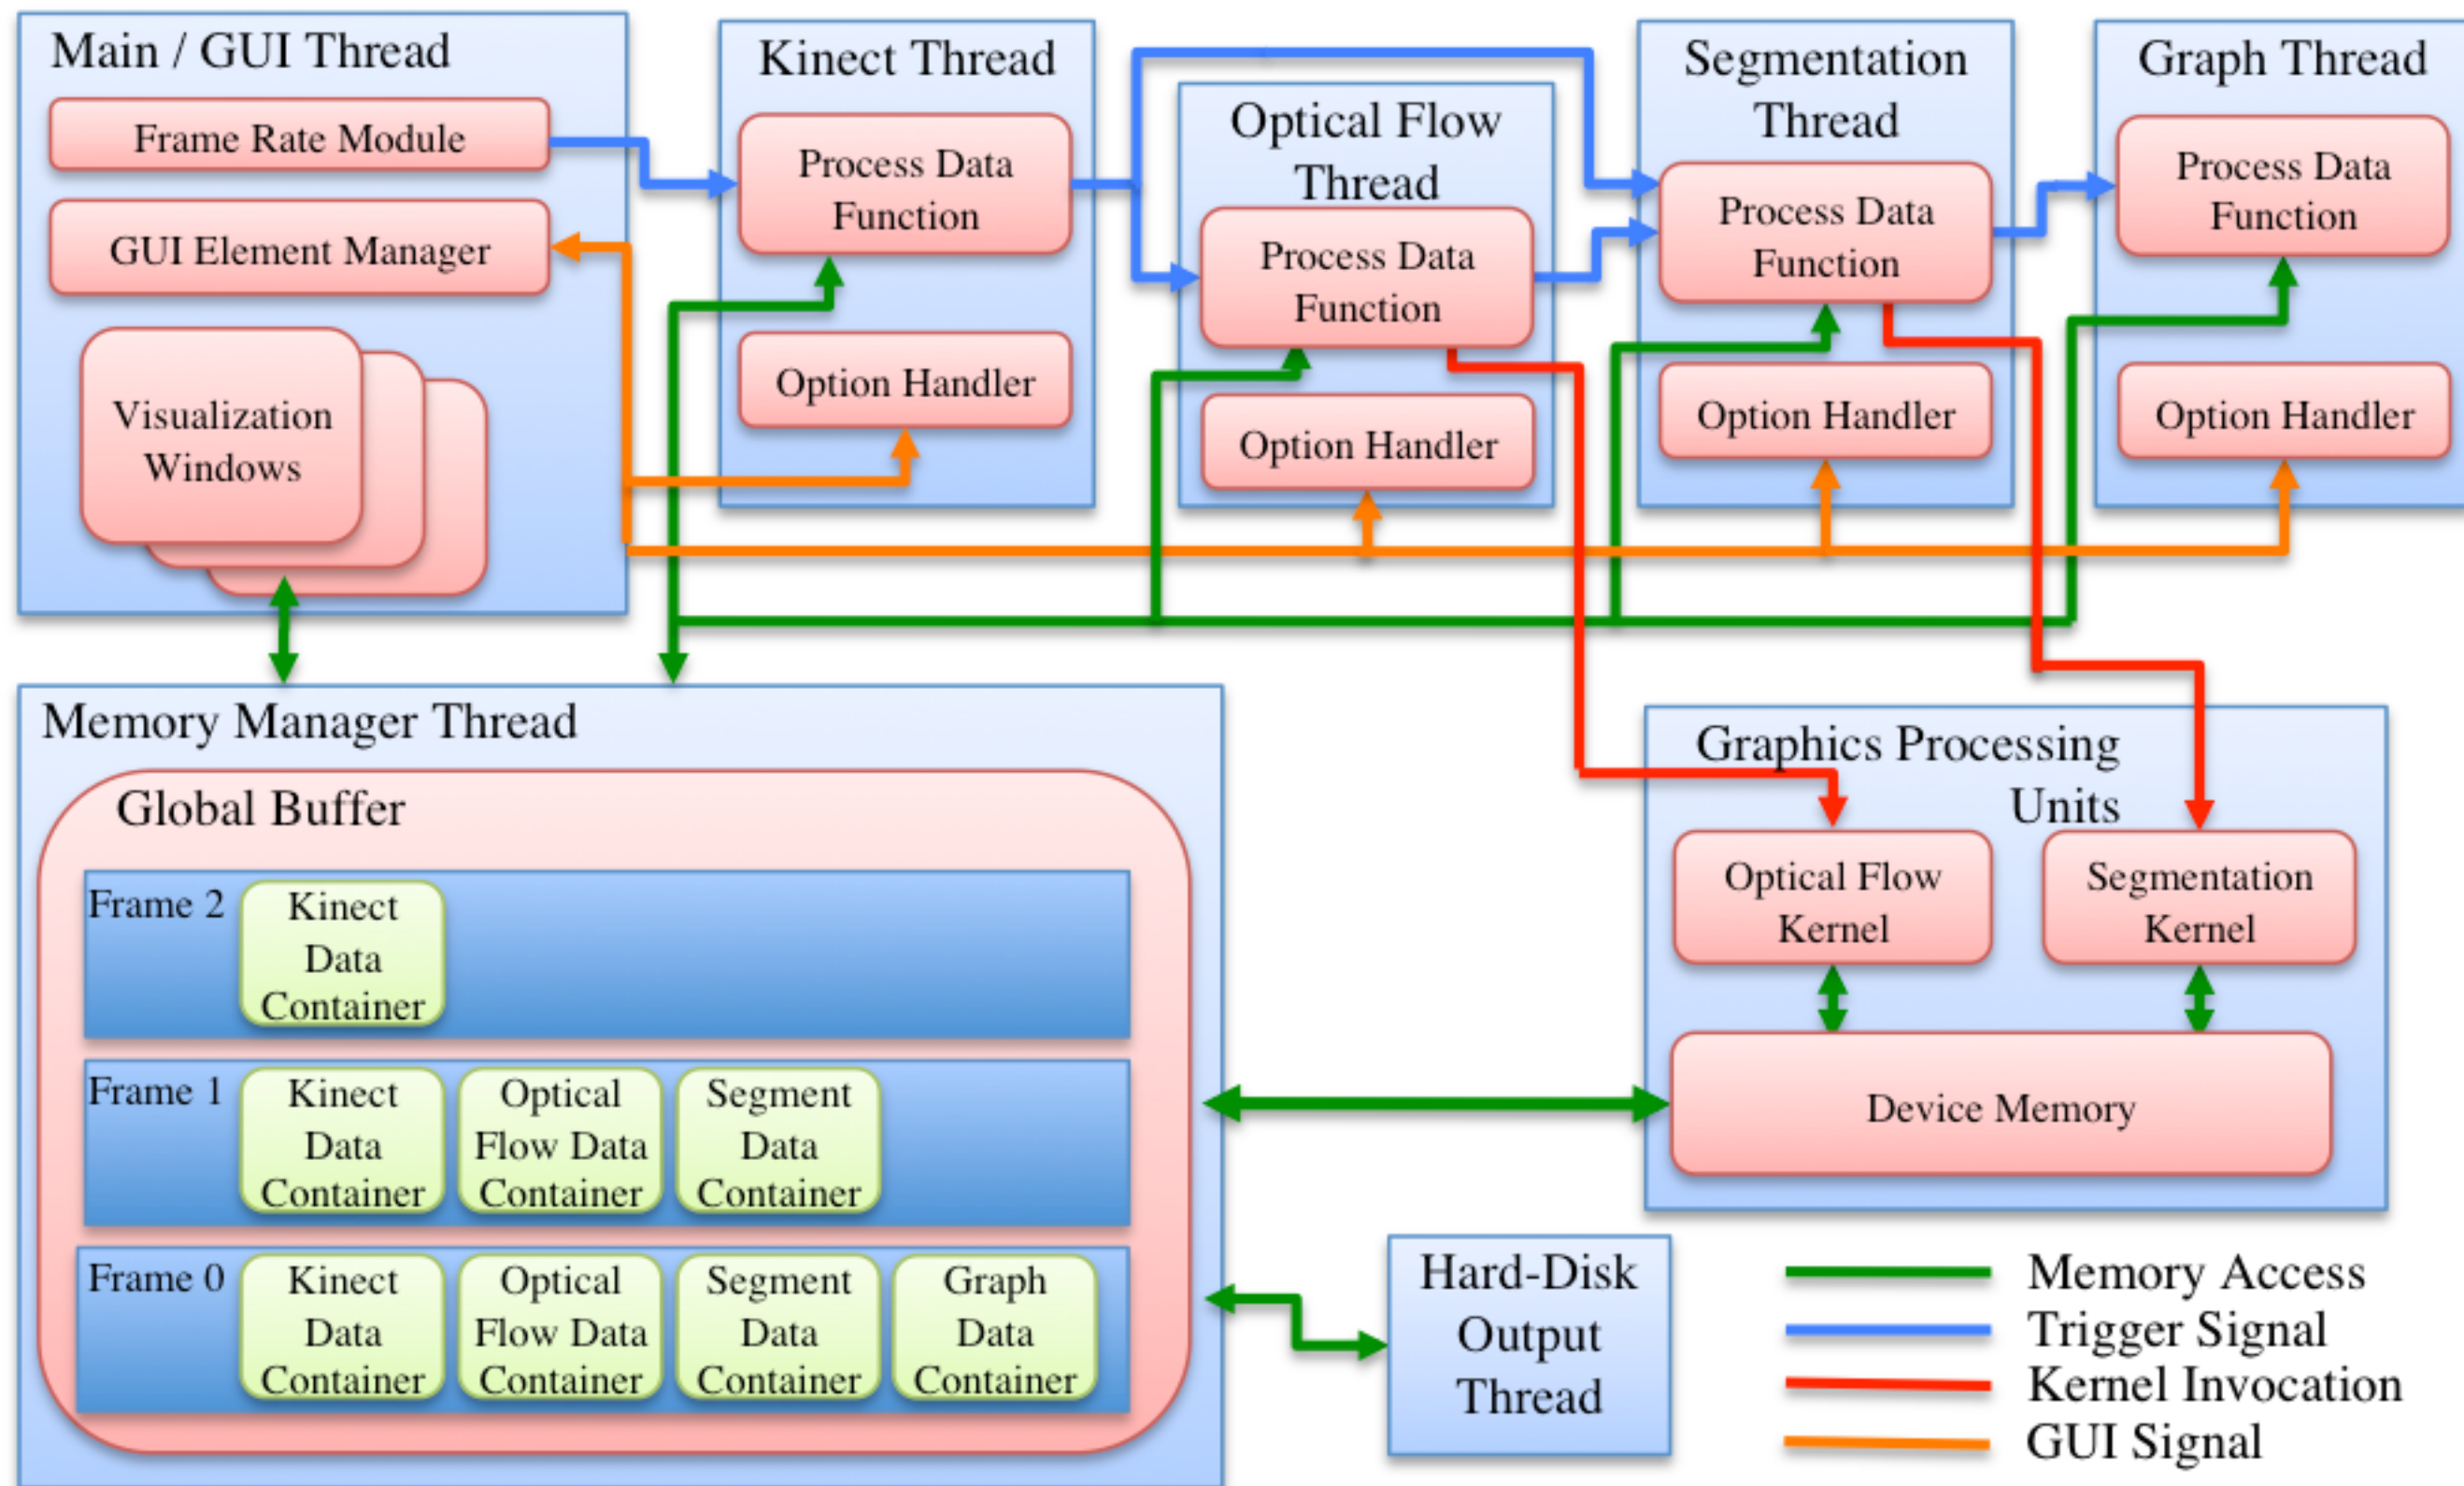 Main / GUI Thread
Frame Rate Module
GUI Element Manager
Visualization
Windows
Kinect Thread
Process Data
Function
Option Handler
Optical Flow
Thread
Process Data
Function
Option Handler
Segmentation
Thread
Process Data
Function
Option Handler
Graph Thread
Process Data
Function
Option Handler
Memory Manager Thread
Global Buffer
Frame 2
Kinect
Data
Container
Frame 1
Kinect
Data
Container
Optical
Flow Data
Container
Segment
Data
Container
Frame 0
Kinect
Data
Container
Optical
Flow Data
Container
Segment
Data
Container
Graph
Data
Container
Graphics Processing
Units
Optical Flow
Kernel
Segmentation
Kernel
Device Memory
Hard-Disk
Output
Thread
Memory Access
Trigger Signal
Kernel Invocation
GUI Signal